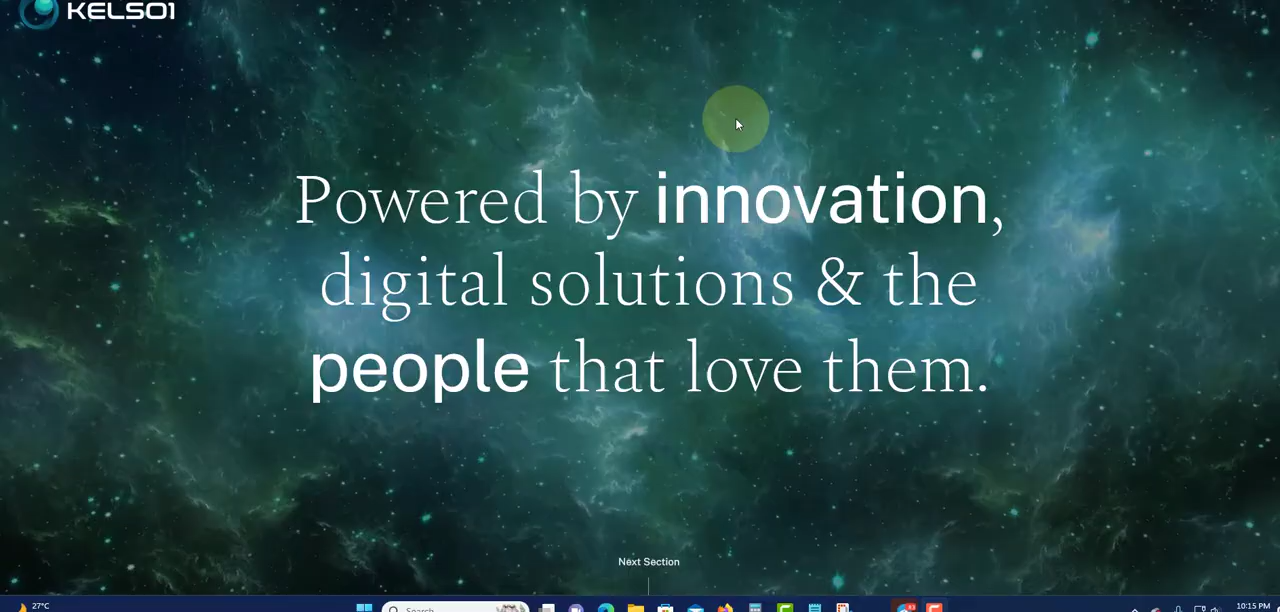 KELSO1
Powered by innovation,
digital solutions & the
people that love them.
Next Section
27°C
Search
10:15 PM